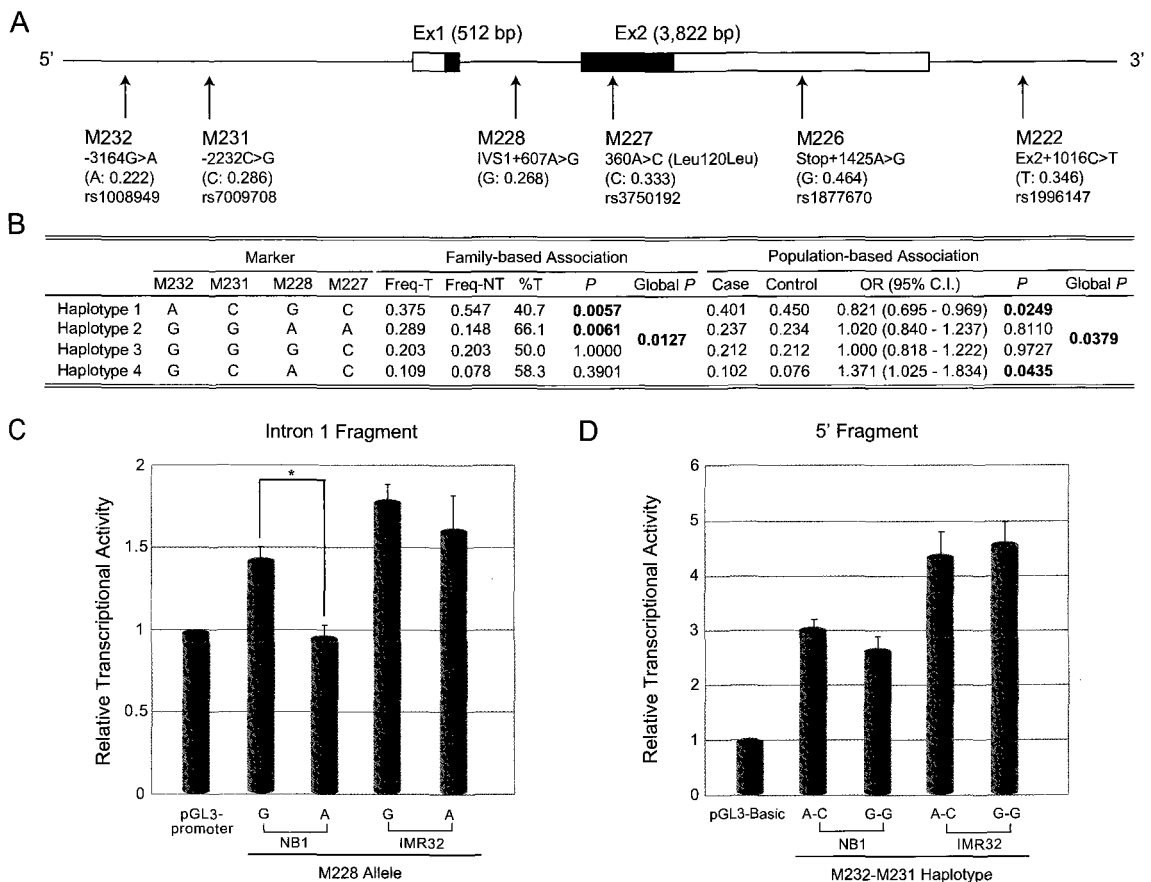 A
Ex1 (512 bp)
Ex2 (3,822 bp)
5'
3'
M232
-3164G>A
(A: 0.222)
rs1008949
M231
-2232C>G
(C: 0.286)
rs7009708
M228
IVS1+607A>G
(G: 0.268)
M227
360A>C (Leu120Leu)
(C: 0.333)
rs3750192
M226
Stop+1425A>G
(G: 0.464)
rs1877670
M222
Ex2+1016C>T
(T: 0.346)
rs1996147
B
Marker Family-based Association Population-based Association
M232 M231 M228 M227 Freq-T Freq-NT %T P Global P Case Control OR (95% C.I.) P Global P
Haplotype 1 A C G C 0.375 0.547 40.7 0.0057 0.401 0.450 0.821 (0.695 - 0.969) 0.0249
Haplotype 2 G G A A 0.289 0.148 66.1 0.0061 0.237 0.234 1.020 (0.840 - 1.237) 0.8110
0.0127 0.0379
Haplotype 3 G G G C 0.203 0.203 50.0 1.0000 0.212 0.212 1.000 (0.818 - 1.222) 0.9727
Haplotype 4 G C A C 0.109 0.078 58.3 0.3901 0.102 0.076 1.371 (1.025 - 1.834) 0.0435
C
Intron 1 Fragment
Relative Transcriptional Activity
2
1.5
1
0.5
0
*
pGL3-
promoter
G A G A
NB1 IMR32
M228 Allele
D
5' Fragment
Relative Transcriptional Activity
6
5
4
3
2
1
0
pGL3-Basic A-C G-G A-C G-G
NB1 IMR32
M232-M231 Haplotype